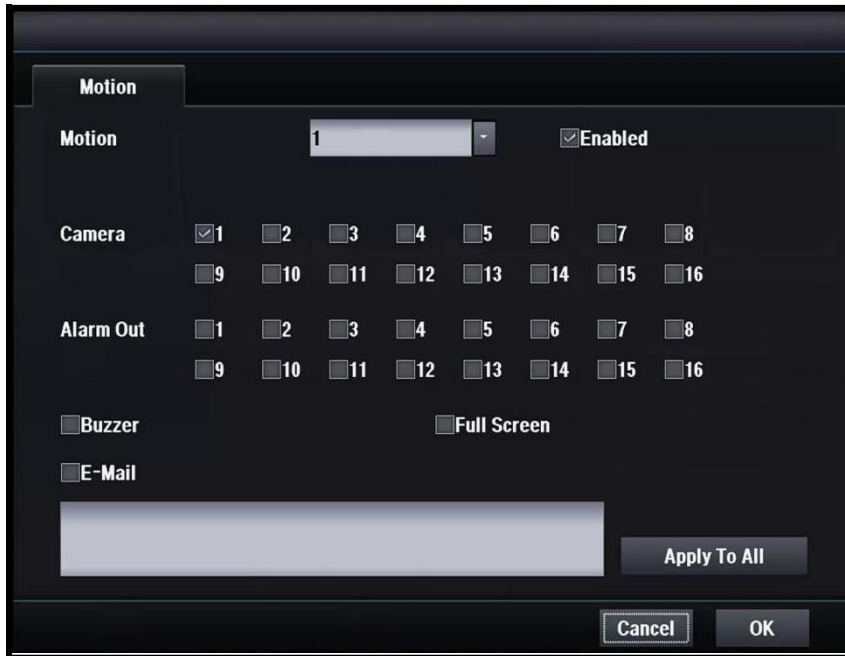 Motion
Motion 1 Enabled
Camera 1 2 3 4 5 6 7 8
9 10 11 12 13 14 15 16
Alarm Out 1 2 3 4 5 6 7 8
9 10 11 12 13 14 15 16
Buzzer Full Screen
E-Mail
Apply To All
Cancel OK